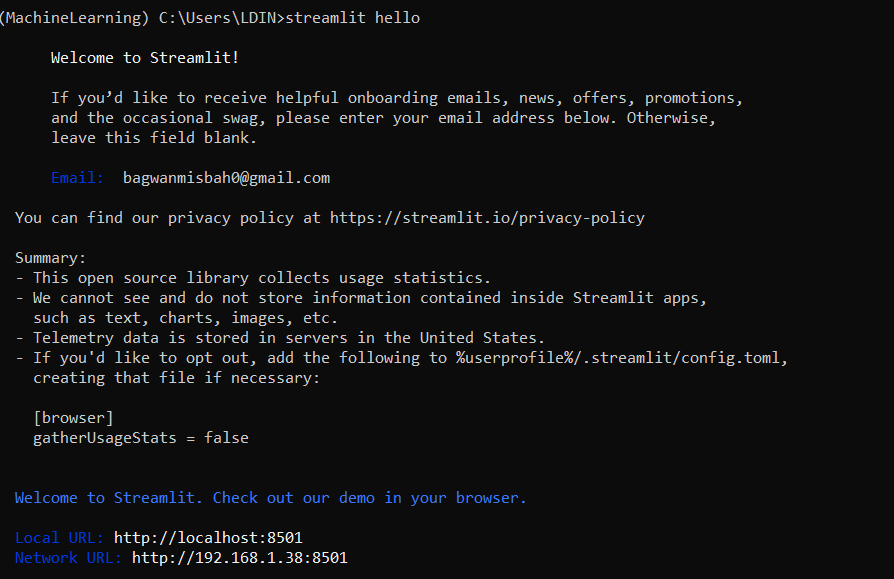 (MachineLearning) C:\Users\LDIN>streamlit hello
Welcome to Streamlit!
If you’d like to receive helpful onboarding emails, news, offers, promotions,
and the occasional swag, please enter your email address below. Otherwise,
leave this field blank.
Email: bagwanmisbah0@gmail.com
You can find our privacy policy at https://streamlit.io/privacy-policy
Summary:
- This open source library collects usage statistics.
- We cannot see and do not store information contained inside Streamlit apps,
such as text, charts, images, etc.
- Telemetry data is stored in servers in the United States.
- If you'd like to opt out, add the following to %userprofile%/.streamlit/config.toml,
creating that file if necessary:
[browser]
gatherUsageStats = false
Welcome to Streamlit. Check out our demo in your browser.
Local URL: http://localhost:8501
Network URL: http://192.168.1.38:8501